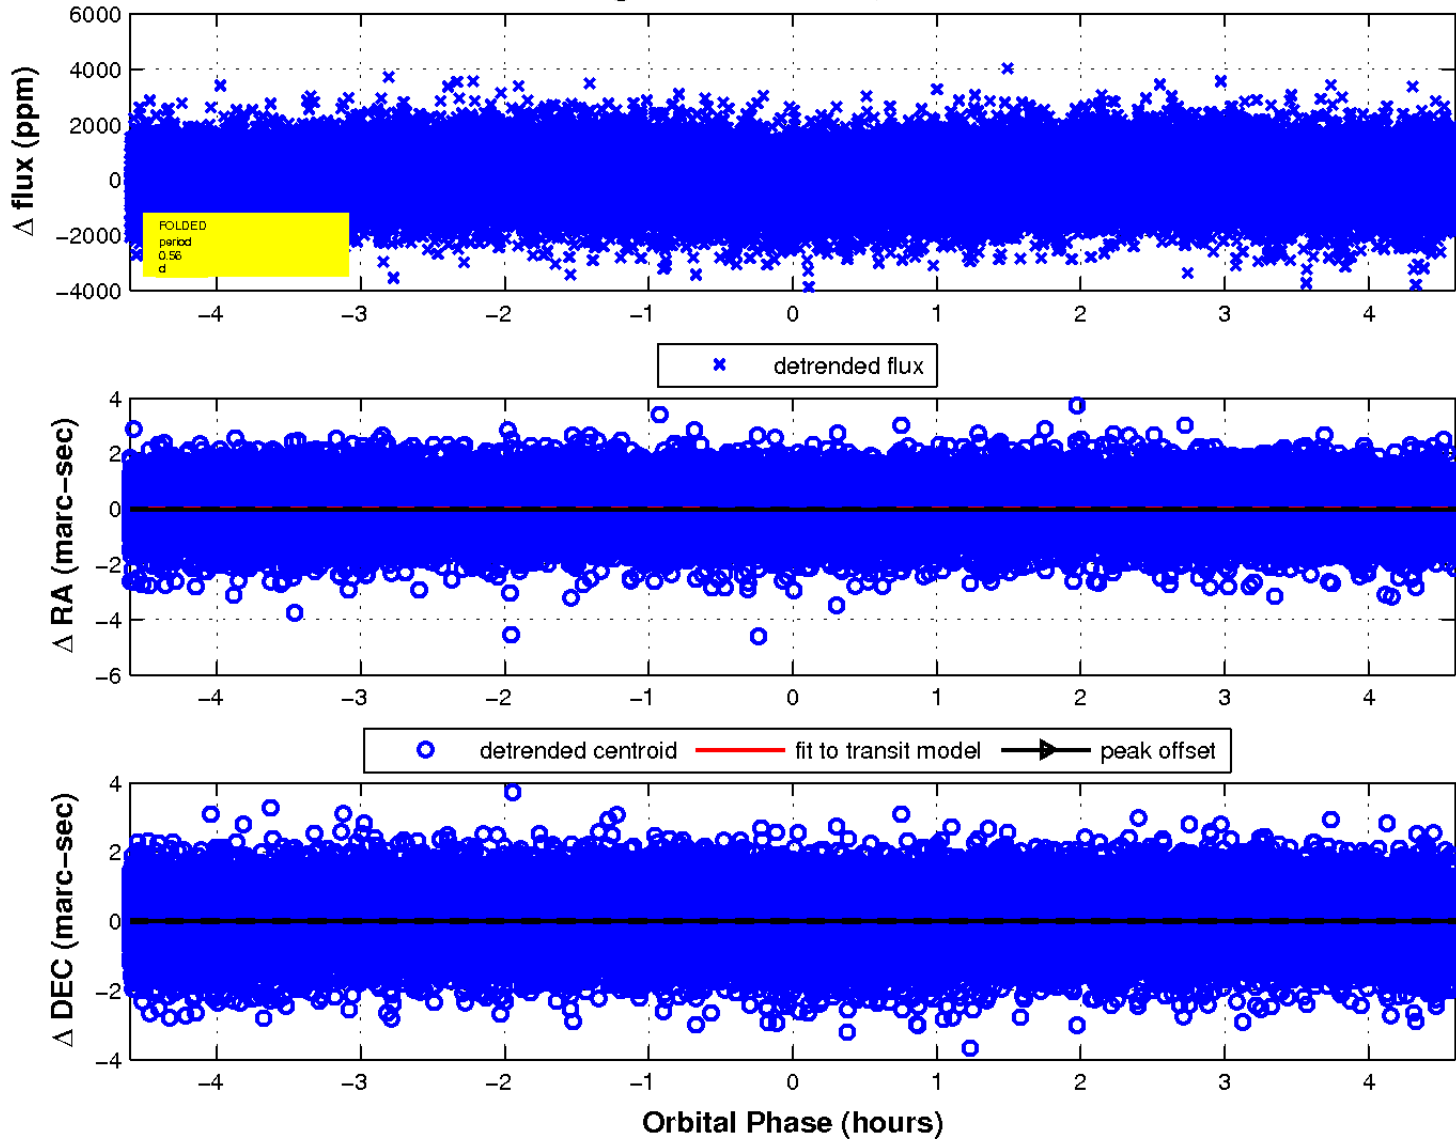 6000
4000
2000
0
−2000
−4000
Δ flux (ppm)
FOLDED
period
0.56
d
−4 −3 −2 −1 0 1 2 3 4
detrended flux
4
2
0
−2
−4
−6
Δ RA (marc−sec)
−4 −3 −2 −1 0 1 2 3 4
detrended centroid fit to transit model peak offset
4
2
0
−2
−4
Δ DEC (marc−sec)
−4 −3 −2 −1 0 1 2 3 4
Orbital Phase (hours)